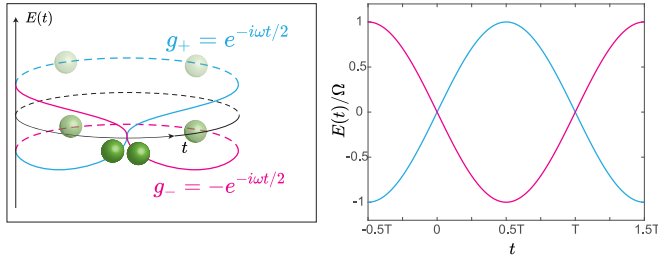 E(t)
g₊ = e^{-iωt/2}
t
g₋ = -e^{-iωt/2}
E(t)/Ω
1
0.5
0
-0.5
-1
-0.5T 0 0.5T T 1.5T
t